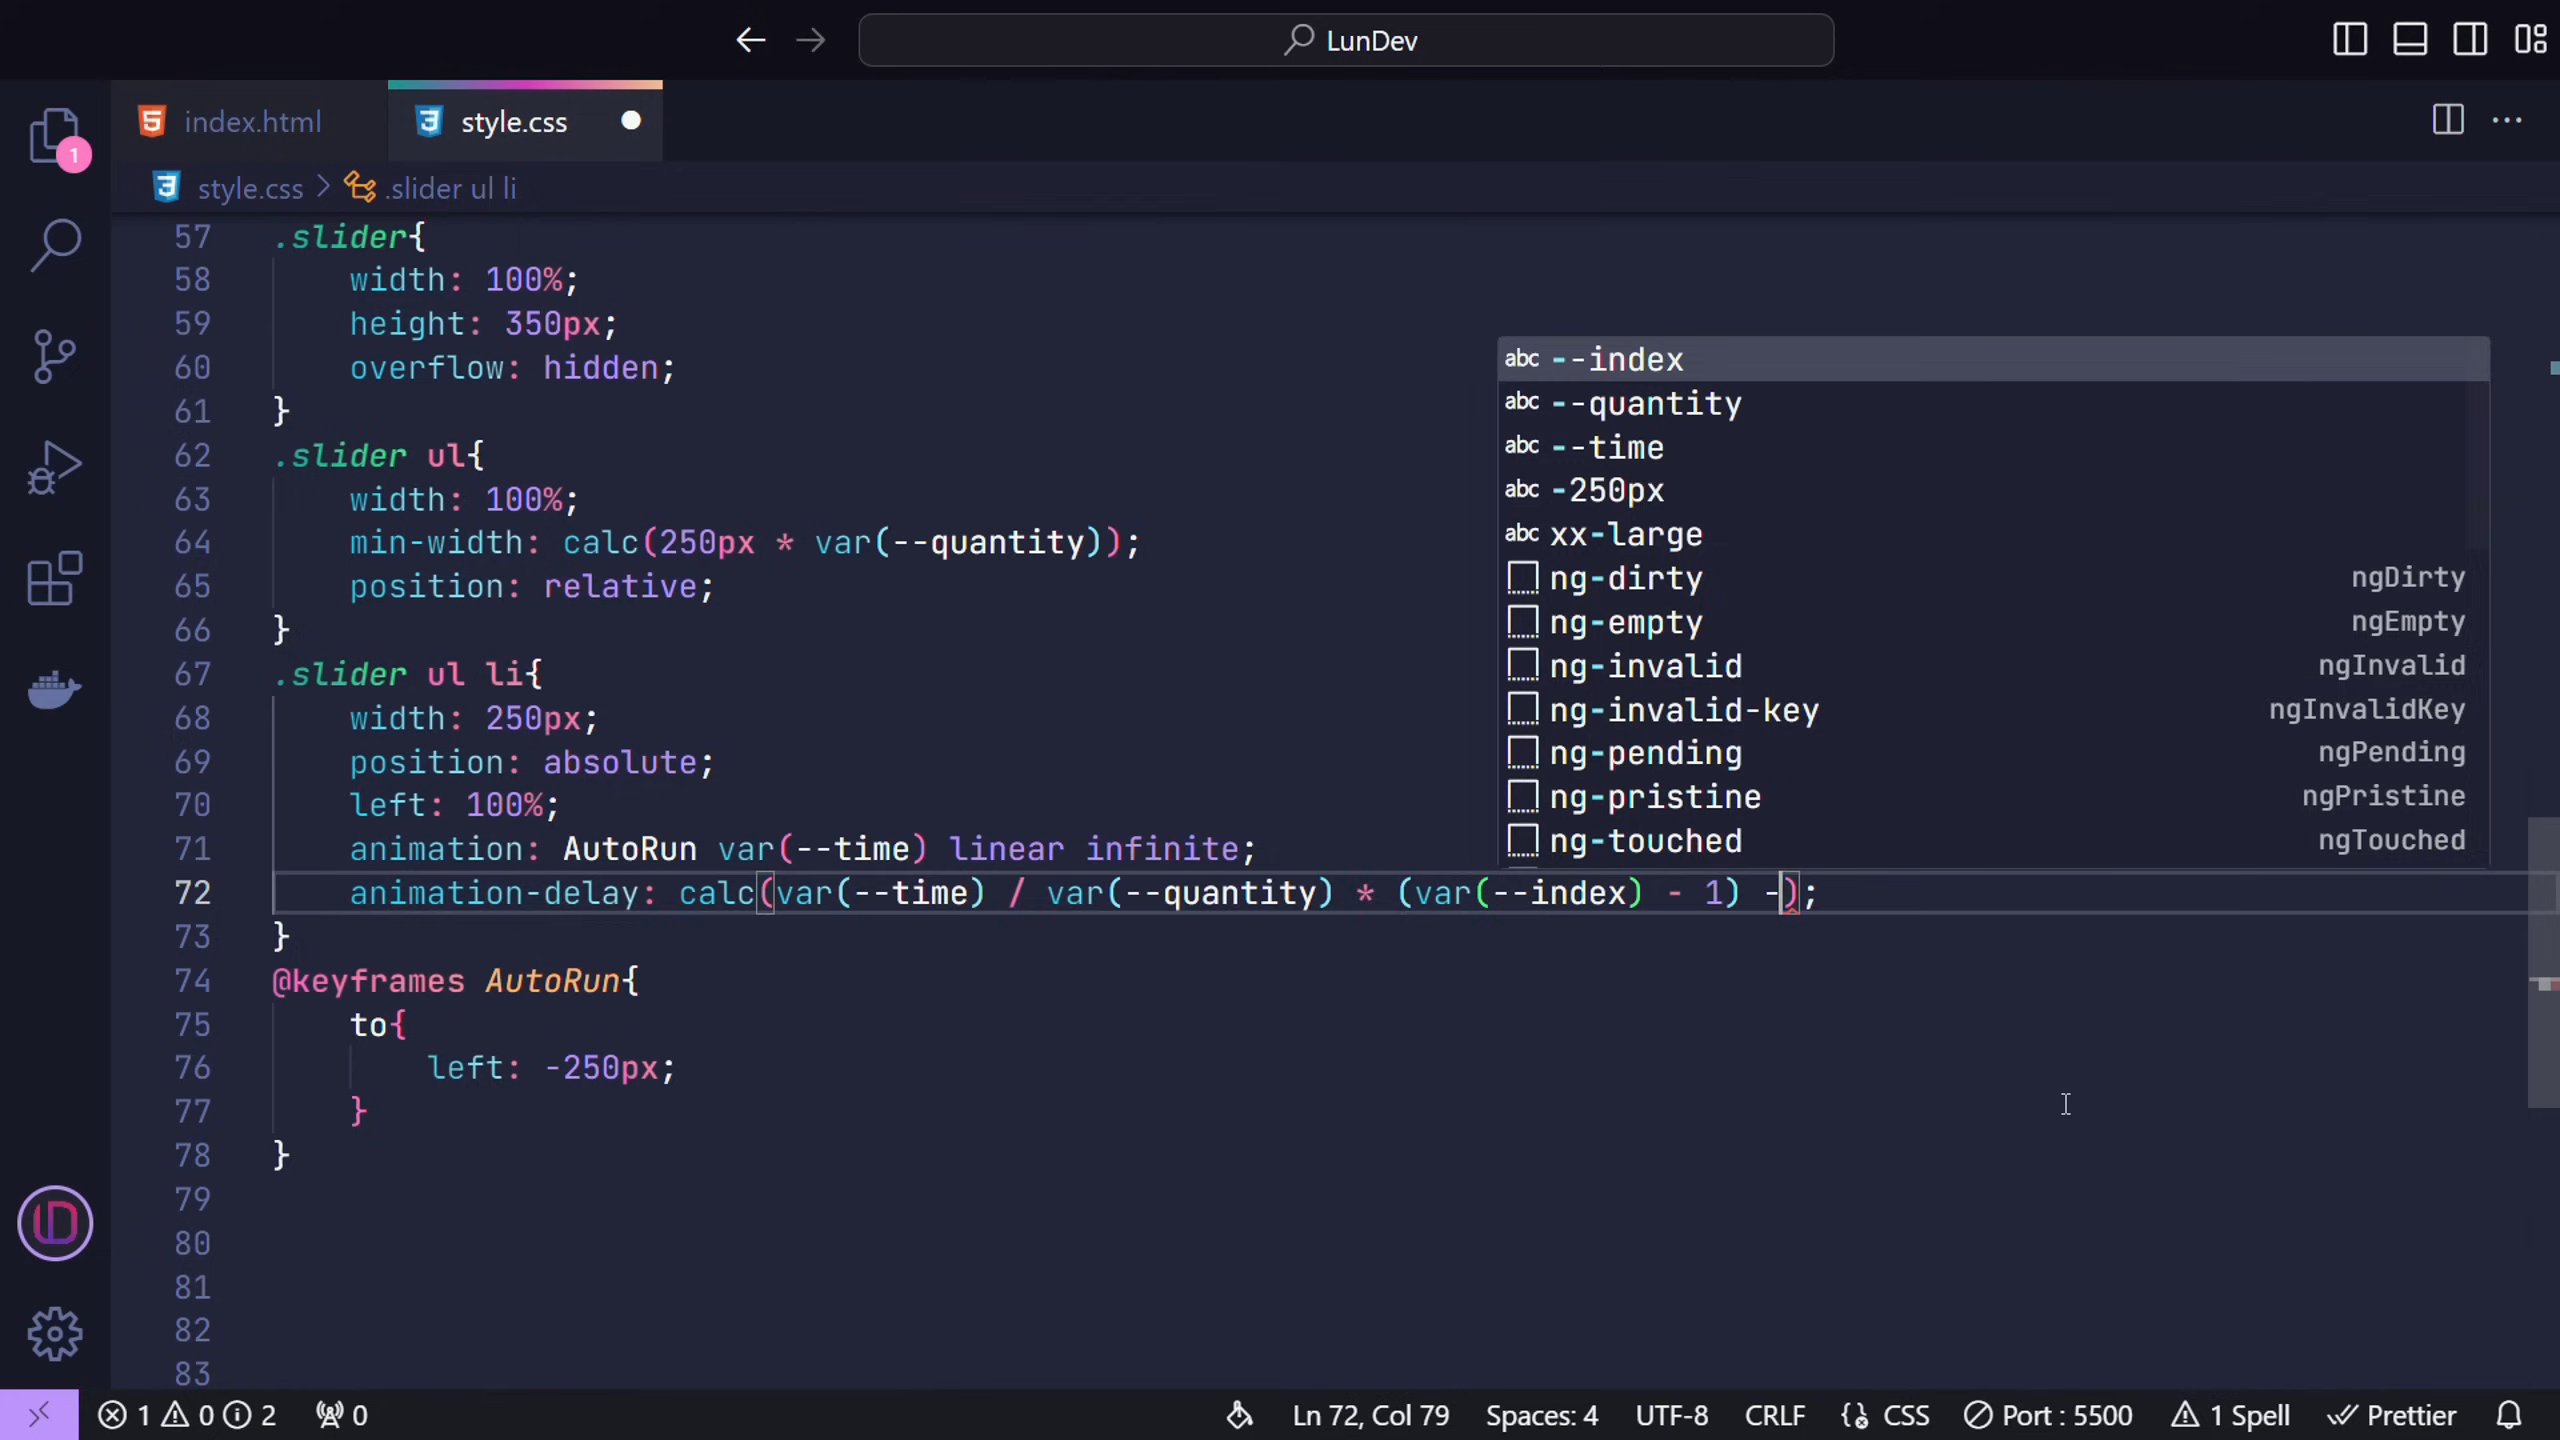 LunDev
index.html
style.css
1
style.css > .slider ul li
57 .slider{
58 width: 100%;
59 height: 350px;
60 overflow: hidden;
61 }
62 .slider ul{
63 width: 100%;
64 min-width: calc(250px * var(--quantity));
65 position: relative;
66 }
67 .slider ul li{
68 width: 250px;
69 position: absolute;
70 left: 100%;
71 animation: AutoRun var(--time) linear infinite;
72 animation-delay: calc(var(--time) / var(--quantity) * (var(--index) - 1) -);
73 }
74 @keyframes AutoRun{
75 to{
76 left: -250px;
77 }
78 }
79
80
81
82
83
abc --index
abc --quantity
abc --time
abc -250px
abc xx-large
ng-dirty ngDirty
ng-empty ngEmpty
ng-invalid ngInvalid
ng-invalid-key ngInvalidKey
ng-pending ngPending
ng-pristine ngPristine
ng-touched ngTouched
1 0 2 0 Ln 72, Col 79 Spaces: 4 UTF-8 CRLF CSS Port : 5500 1 Spell Prettier